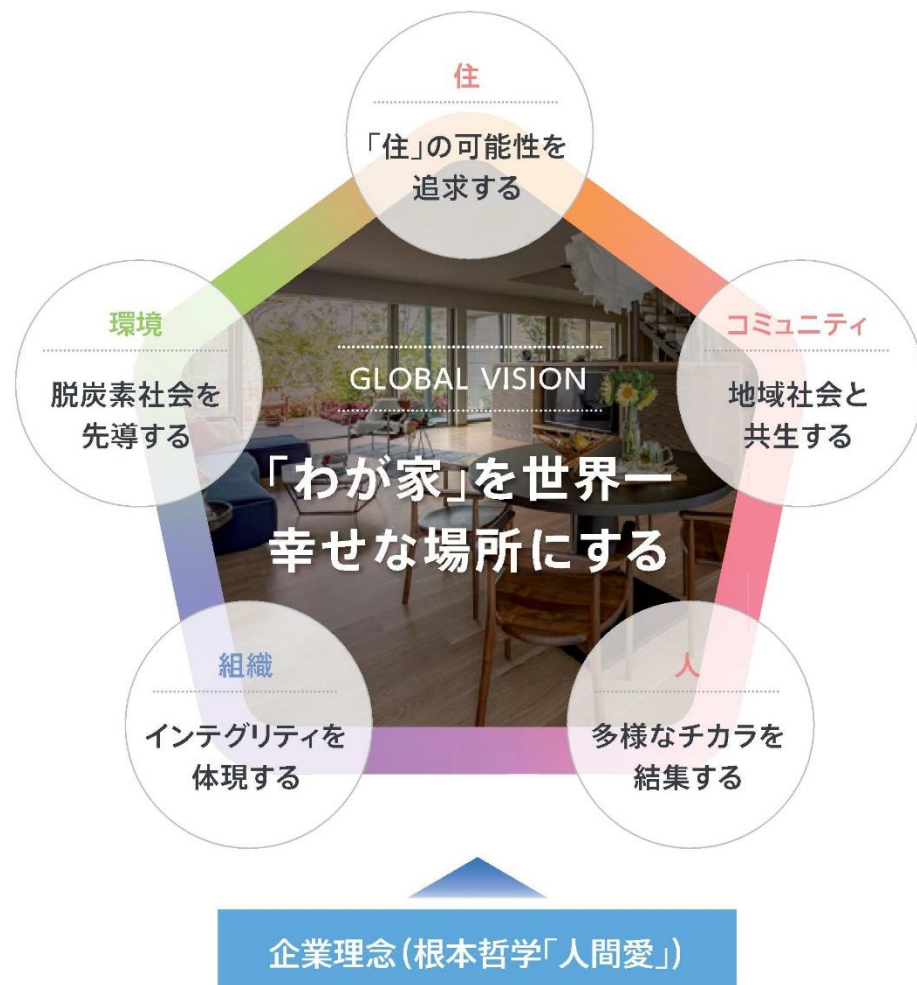 住
「住」の可能性を
追求する
環境
脱炭素社会を
先導する
コミュニティ
地域社会と
共生する
GLOBAL VISION
「わが家」を世界一
幸せな場所にする
組織
インテグリティを
体現する
人
多様なチカラを
結集する
企業理念(根本哲学「人間愛」)